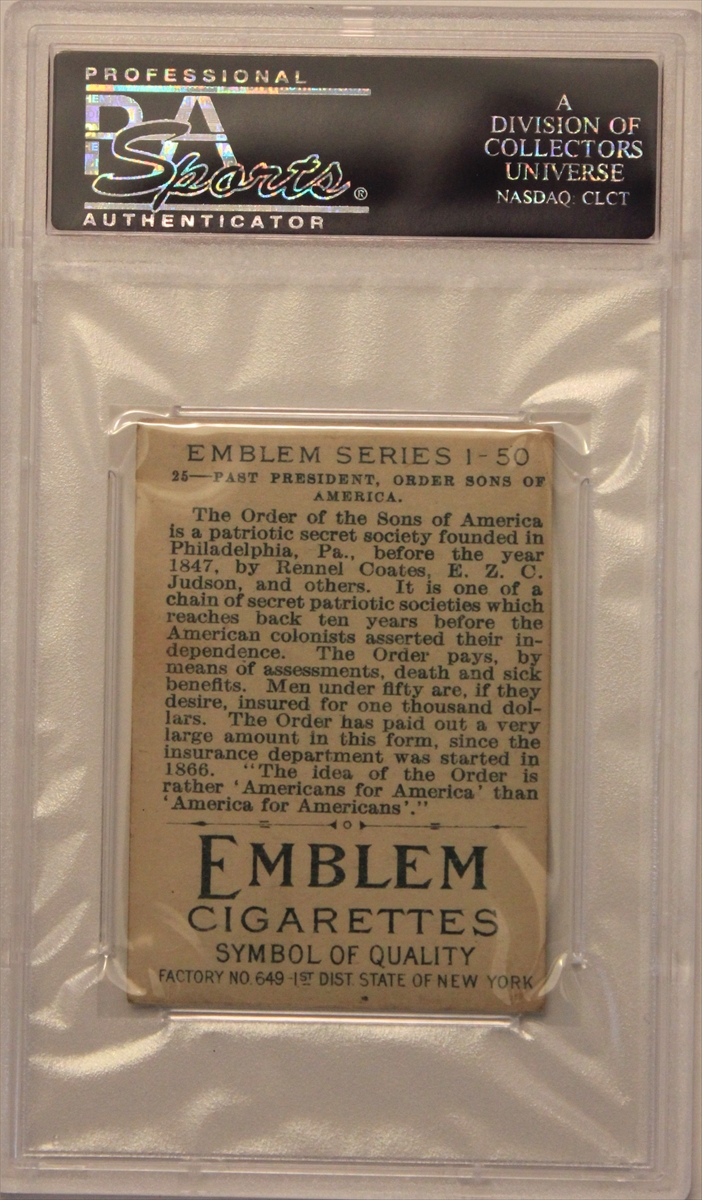 PROFESSIONAL
PSA
Sports®
AUTHENTICATOR
A
DIVISION OF
COLLECTORS
UNIVERSE
NASDAQ: CLCT
EMBLEM SERIES 1-50
25—PAST PRESIDENT, ORDER SONS OF
AMERICA.
The Order of the Sons of America
is a patriotic secret society founded in
Philadelphia, Pa., before the year
1847, by Rennel Coates, E. Z. C.
Judson, and others. It is one of a
chain of secret patriotic societies which
reaches back ten years before the
American colonists asserted their in-
dependence. The Order pays, by
means of assessments, death and sick
benefits. Men under fifty are, if they
desire, insured for one thousand dol-
lars. The Order has paid out a very
large amount in this form, since the
insurance department was started in
1866. "The idea of the Order is
rather 'Americans for America' than
'America for Americans'."
EMBLEM
CIGARETTES
SYMBOL OF QUALITY
FACTORY NO. 649-1ST DIST. STATE OF NEW YORK